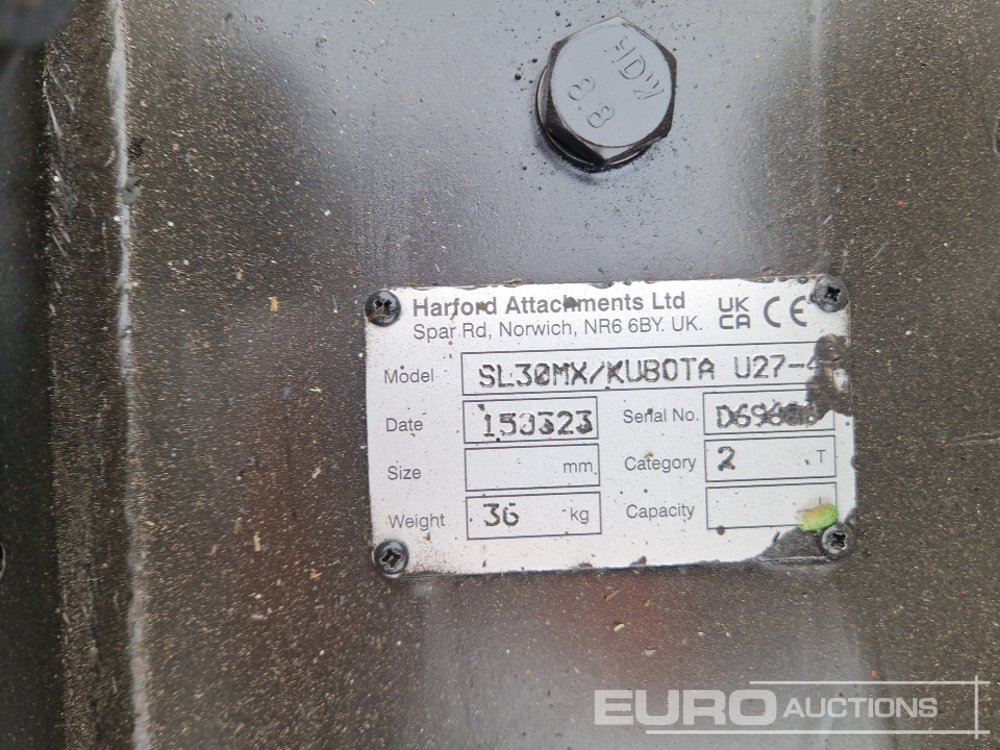 KDH
8.8
Harford Attachments Ltd
Spar Rd, Norwich, NR6 6BY. UK.
UK CA CE
Model SL30MX/KUBOTA U27-4
Date 150323 Serial No.
Size mm Category 2 T
Weight 36 kg Capacity
EURO AUCTIONS